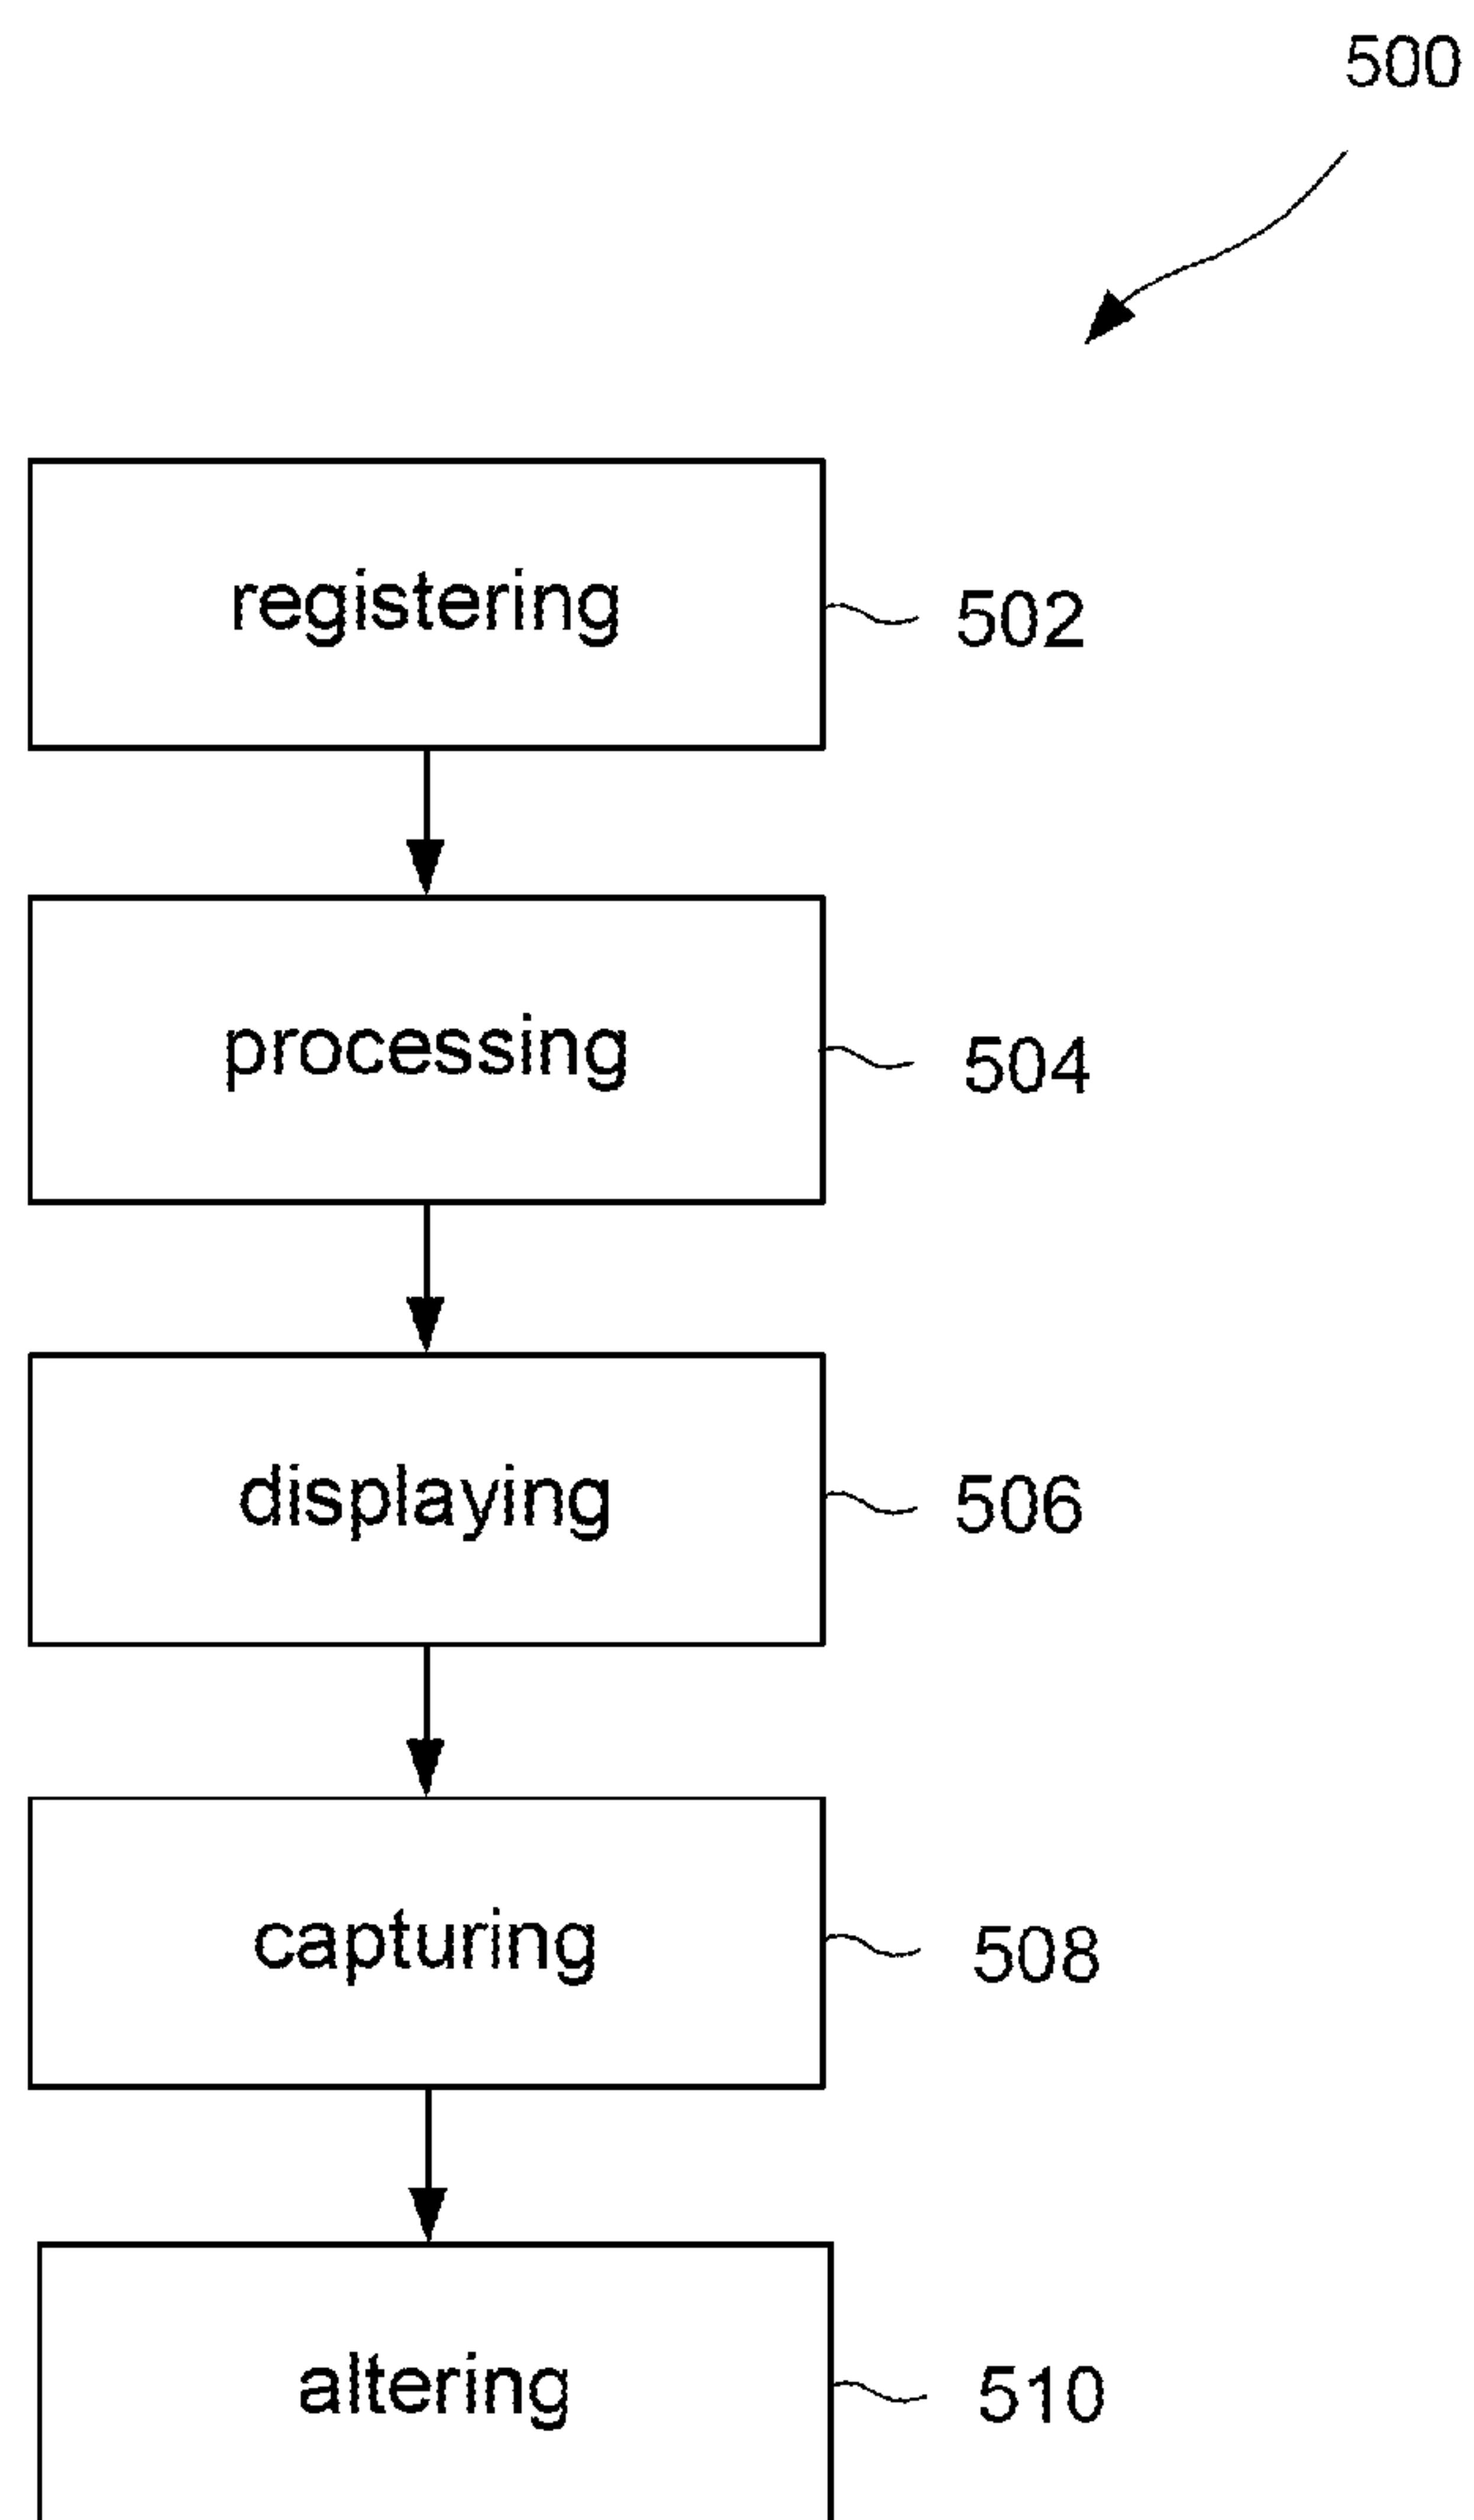 500
registering
502
processing
504
displaying
506
capturing
508
altering
510